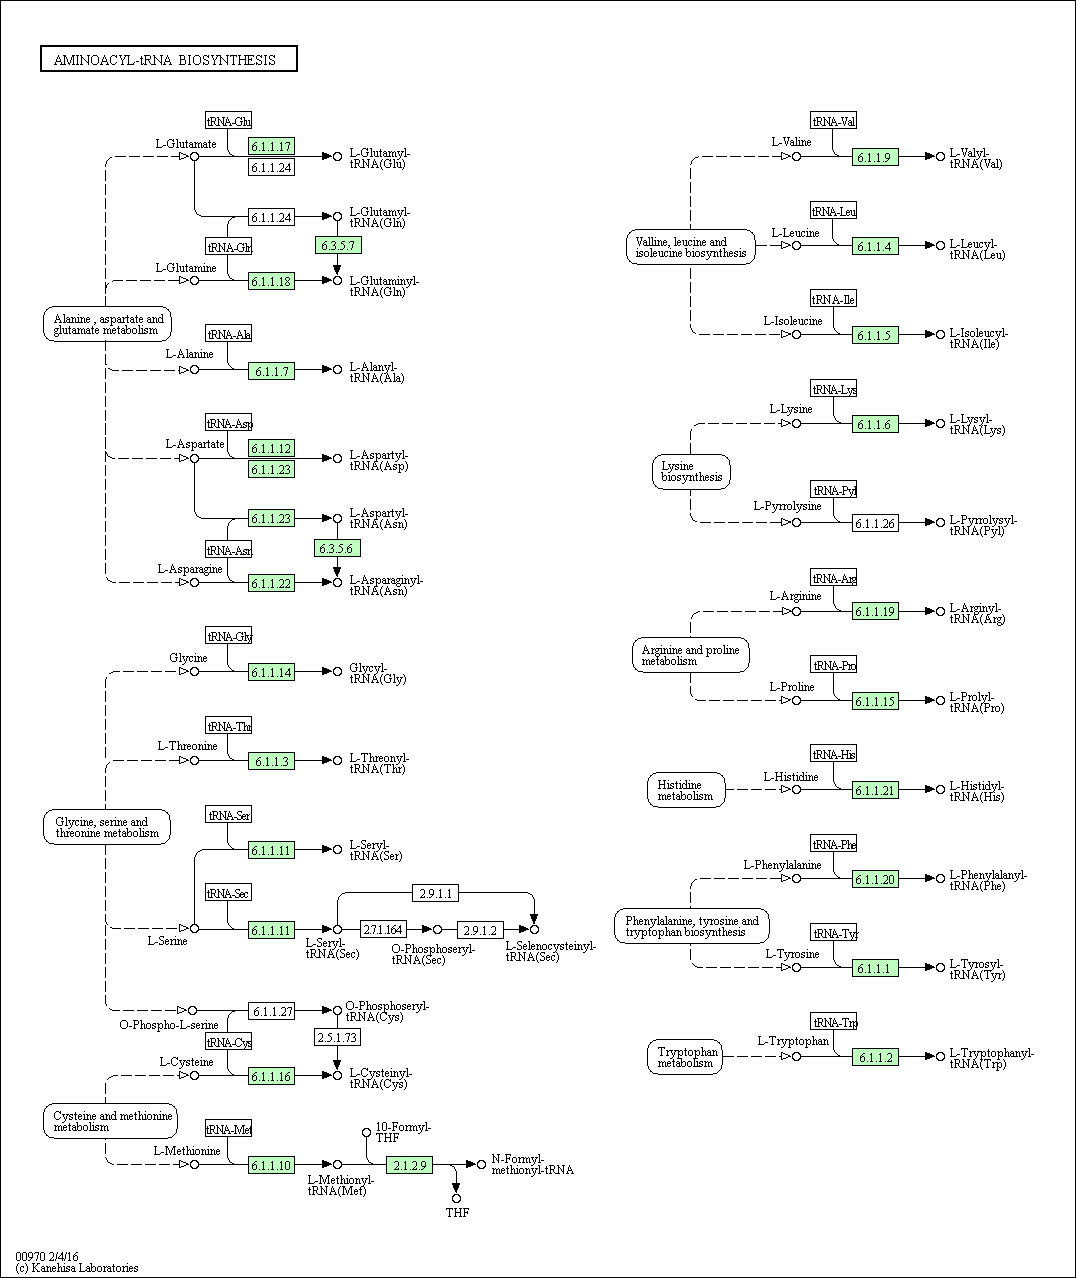 AMINOACYL-tRNA BIOSYNTHESIS
tRNA-Glu
L-Glutamate
6.1.1.17
6.1.1.24
L-Glutamyl-
tRNA(Glu)
6.1.1.24
L-Glutamyl-
tRNA(Gln)
tRNA-Gln
6.3.5.7
L-Glutamine
6.1.1.18
L-Glutaminyl-
tRNA(Gln)
Alanine , aspartate and
glutamate metabolism
tRNA-Ala
L-Alanine
6.1.1.7
L-Alanyl-
tRNA(Ala)
tRNA-Asp
L-Aspartate
6.1.1.12
6.1.1.23
L-Aspartyl-
tRNA(Asp)
6.1.1.23
L-Aspartyl-
tRNA(Asn)
tRNA-Asn
6.3.5.6
L-Asparagine
6.1.1.22
L-Asparaginyl-
tRNA(Asn)
tRNA-Gly
Glycine
6.1.1.14
Glycyl-
tRNA(Gly)
tRNA-Thr
L-Threonine
6.1.1.3
L-Threonyl-
tRNA(Thr)
Glycine, serine and
threonine metabolism
tRNA-Ser
6.1.1.11
L-Seryl-
tRNA(Ser)
tRNA-Sec
L-Serine
6.1.1.11
L-Seryl-
tRNA(Sec)
2.9.1.1
2.7.1.164
O-Phosphoseryl-
tRNA(Sec)
2.9.1.2
L-Selenocysteinyl-
tRNA(Sec)
O-Phospho-L-serine
6.1.1.27
O-Phosphoseryl-
tRNA(Cys)
tRNA-Cys
2.5.1.73
L-Cysteine
6.1.1.16
L-Cysteinyl-
tRNA(Cys)
Cysteine and methionine
metabolism
tRNA-Met
L-Methionine
6.1.1.10
L-Methionyl-
tRNA(Met)
10-Formyl-
THF
2.1.2.9
N-Formyl-
methionyl-tRNA
THF
tRNA-Val
L-Valine
6.1.1.9
L-Valyl-
tRNA(Val)
tRNA-Leu
Valline, leucine and
isoleucine biosynthesis
L-Leucine
6.1.1.4
L-Leucyl-
tRNA(Leu)
tRNA-Ile
L-Isoleucine
6.1.1.5
L-Isoleucyl-
tRNA(Ile)
tRNA-Lys
L-Lysine
6.1.1.6
L-Lysyl-
tRNA(Lys)
Lysine
biosynthesis
tRNA-Pyl
L-Pyrrolysine
6.1.1.26
L-Pyrrolysyl-
tRNA(Pyl)
tRNA-Arg
L-Arginine
6.1.1.19
L-Arginyl-
tRNA(Arg)
Arginine and proline
metabolism
tRNA-Pro
L-Proline
6.1.1.15
L-Prolyl-
tRNA(Pro)
tRNA-His
Histidine
metabolism
L-Histidine
6.1.1.21
L-Histidyl-
tRNA(His)
tRNA-Phe
L-Phenylalanine
6.1.1.20
L-Phenylalanyl-
tRNA(Phe)
Phenylalanine, tyrosine and
tryptophan biosynthesis
tRNA-Tyr
L-Tyrosine
6.1.1.1
L-Tyrosyl-
tRNA(Tyr)
tRNA-Trp
Tryptophan
metabolism
L-Tryptophan
6.1.1.2
L-Tryptophanyl-
tRNA(Trp)
00970 2/4/16
(c) Kanehisa Laboratories